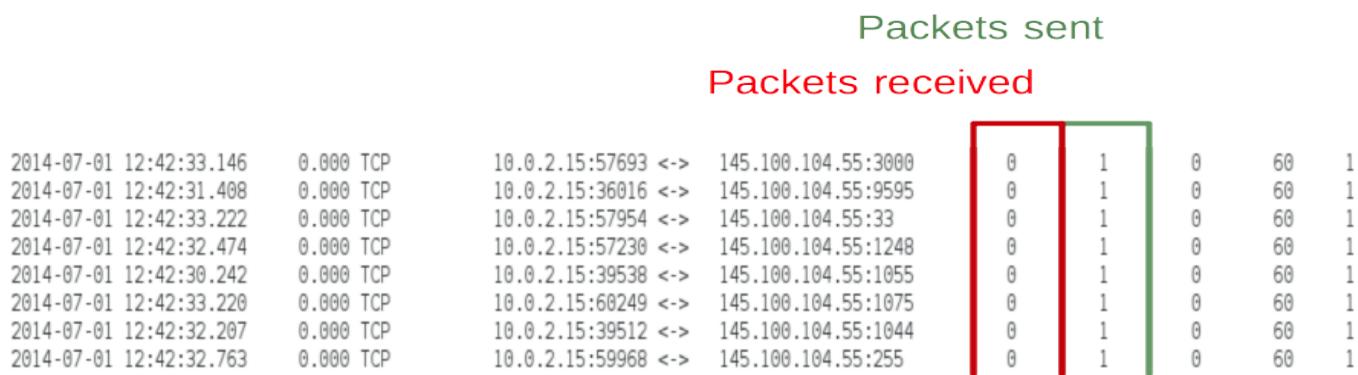 Packets sent
Packets received
2014-07-01 12:42:33.146 0.000 TCP 10.0.2.15:57693 <-> 145.100.104.55:3000 0 1 0 60 1
2014-07-01 12:42:31.408 0.000 TCP 10.0.2.15:36016 <-> 145.100.104.55:9595 0 1 0 60 1
2014-07-01 12:42:33.222 0.000 TCP 10.0.2.15:57954 <-> 145.100.104.55:33 0 1 0 60 1
2014-07-01 12:42:32.474 0.000 TCP 10.0.2.15:57230 <-> 145.100.104.55:1248 0 1 0 60 1
2014-07-01 12:42:30.242 0.000 TCP 10.0.2.15:39538 <-> 145.100.104.55:1055 0 1 0 60 1
2014-07-01 12:42:33.220 0.000 TCP 10.0.2.15:60249 <-> 145.100.104.55:1075 0 1 0 60 1
2014-07-01 12:42:32.207 0.000 TCP 10.0.2.15:39512 <-> 145.100.104.55:1044 0 1 0 60 1
2014-07-01 12:42:32.763 0.000 TCP 10.0.2.15:59968 <-> 145.100.104.55:255 0 1 0 60 1